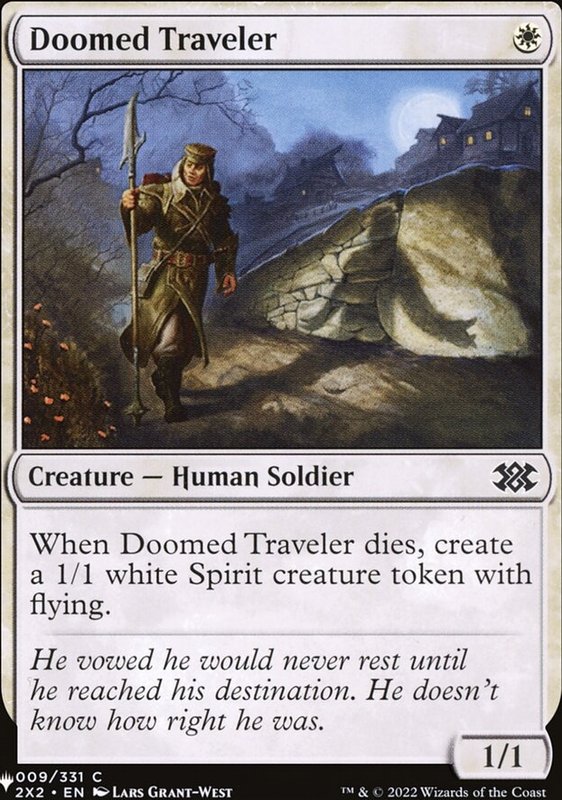 Doomed Traveler
Creature — Human Soldier
When Doomed Traveler dies, create
a 1/1 white Spirit creature token with
flying.
He vowed he would never rest until
he reached his destination. He doesn't
know how right he was.
1/1
009/331 C
2X2 • EN Lars Grant-West
™ & © 2022 Wizards of the Coast